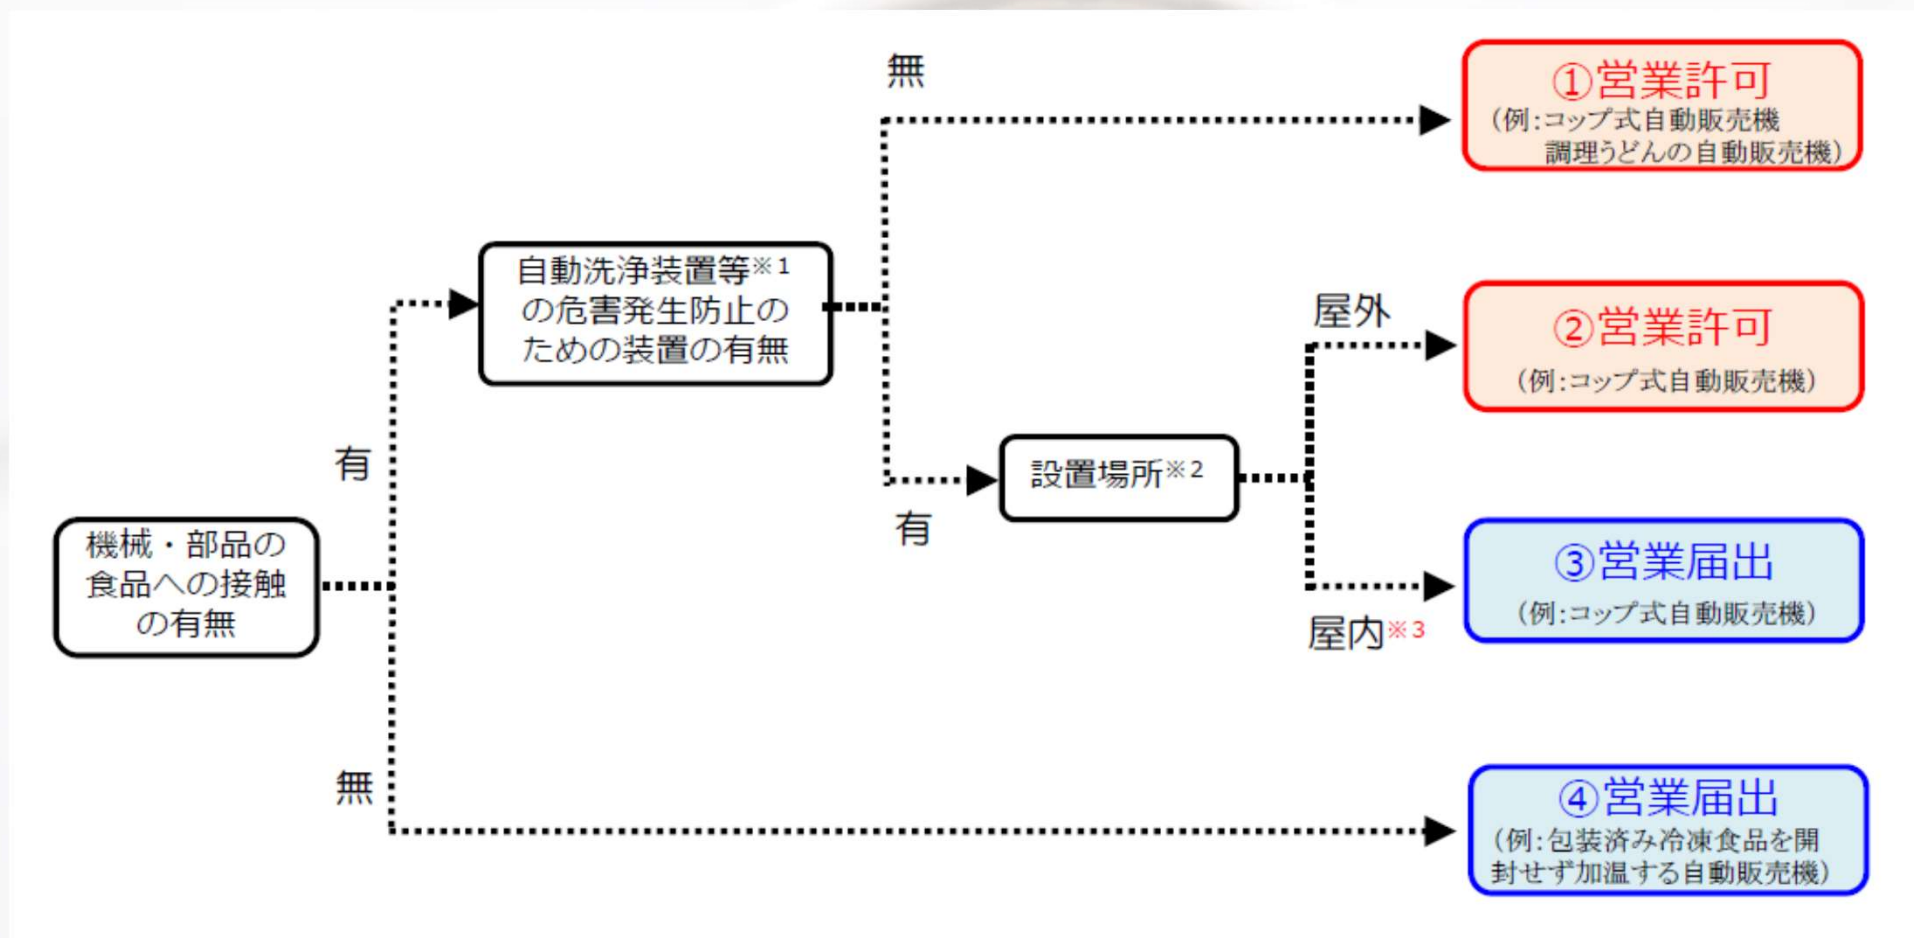 無
①営業許可
（例：コップ式自動販売機
調理うどんの自動販売機）
自動洗浄装置等※1
の危害発生防止の
ための装置の有無
屋外
②営業許可
（例：コップ式自動販売機）
有
設置場所※2
有
機械・部品の
食品への接触
の有無
③営業届出
（例：コップ式自動販売機）
屋内※3
無
④営業届出
（例：包装済み冷凍食品を開
封せず加温する自動販売機）